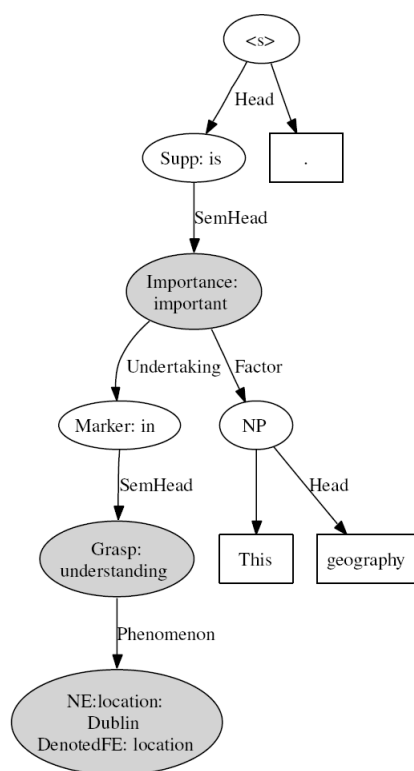 <s>
Head
Supp: is
.
SemHead
Importance:
important
Undertaking
Factor
Marker: in
NP
SemHead
Head
Grasp:
understanding
This
geography
Phenomenon
NE:location:
Dublin
DenotedFE: location